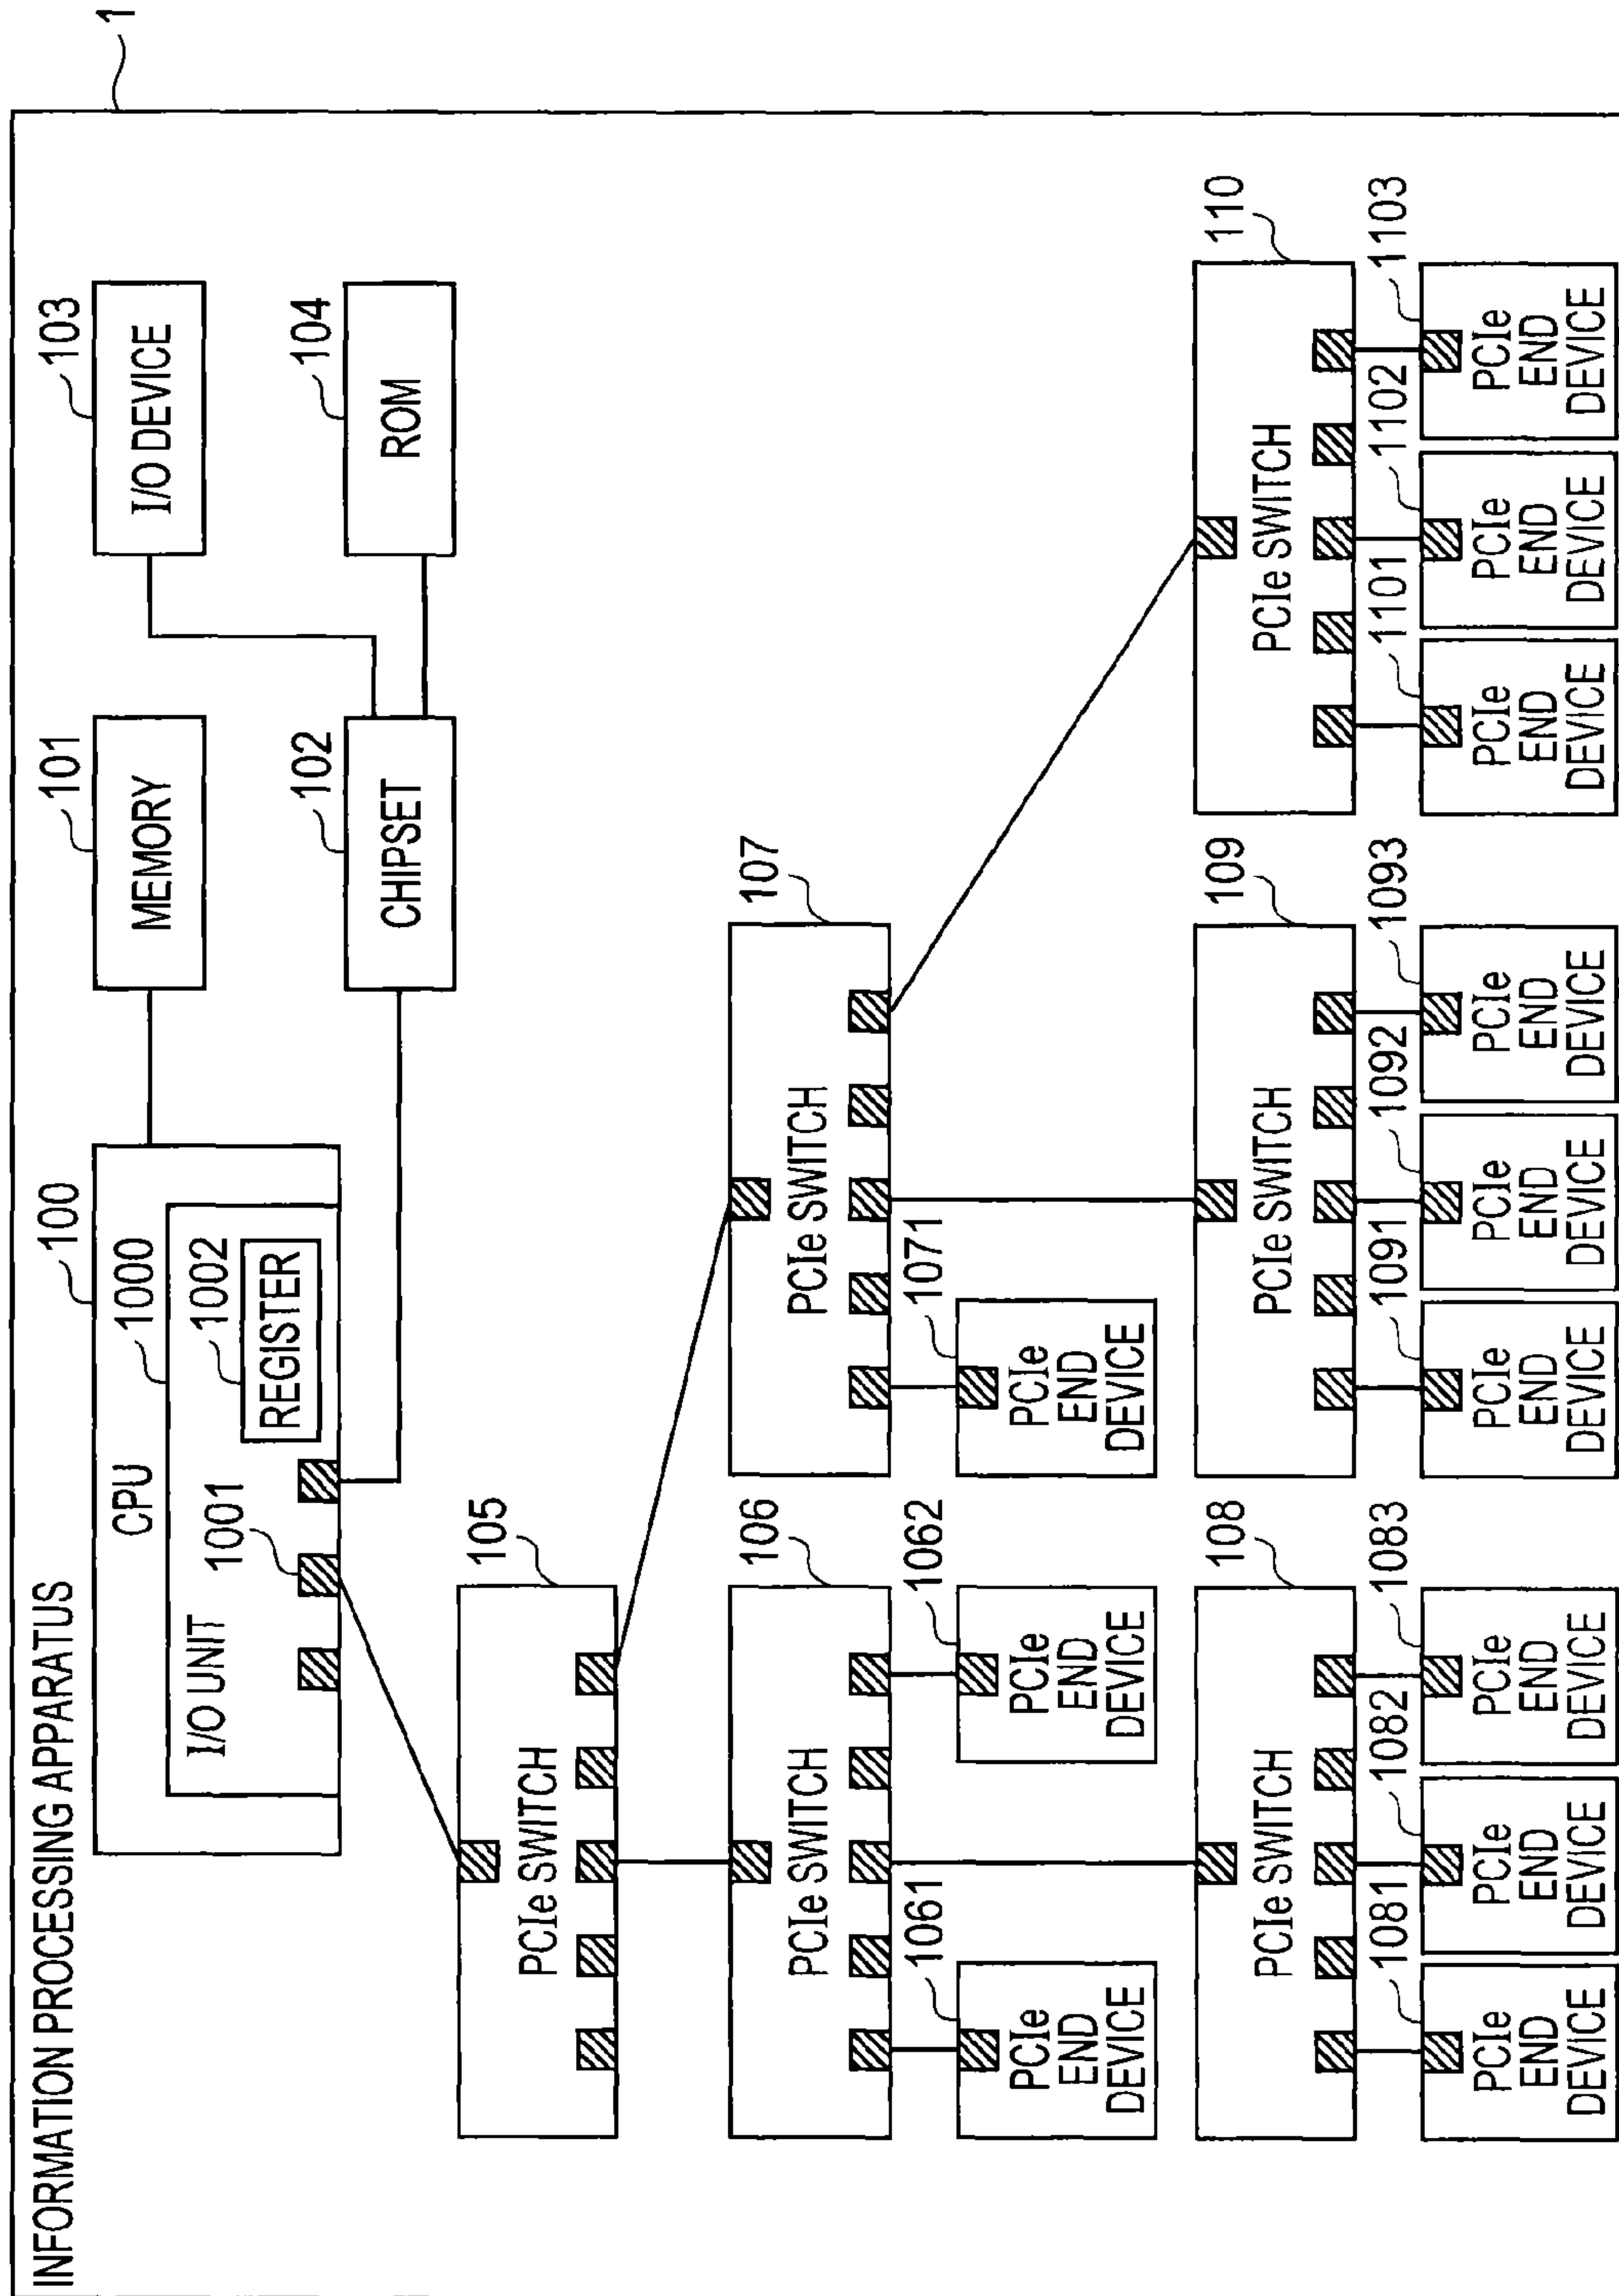 INFORMATION PROCESSING APPARATUS
1
100
CPU
1000
I/O UNIT
1001
1002
REGISTER
101
MEMORY
103
I/O DEVICE
102
CHIPSET
104
ROM
105
PCIe SWITCH
106
PCIe SWITCH
107
PCIe SWITCH
1061
PCIe
END
DEVICE
1062
PCIe
END
DEVICE
1071
PCIe
END
DEVICE
108
PCIe SWITCH
109
PCIe SWITCH
110
PCIe SWITCH
1081
PCIe
END
DEVICE
1082
PCIe
END
DEVICE
1083
PCIe
END
DEVICE
1091
PCIe
END
DEVICE
1092
PCIe
END
DEVICE
1093
PCIe
END
DEVICE
1101
PCIe
END
DEVICE
1102
PCIe
END
DEVICE
1103
PCIe
END
DEVICE